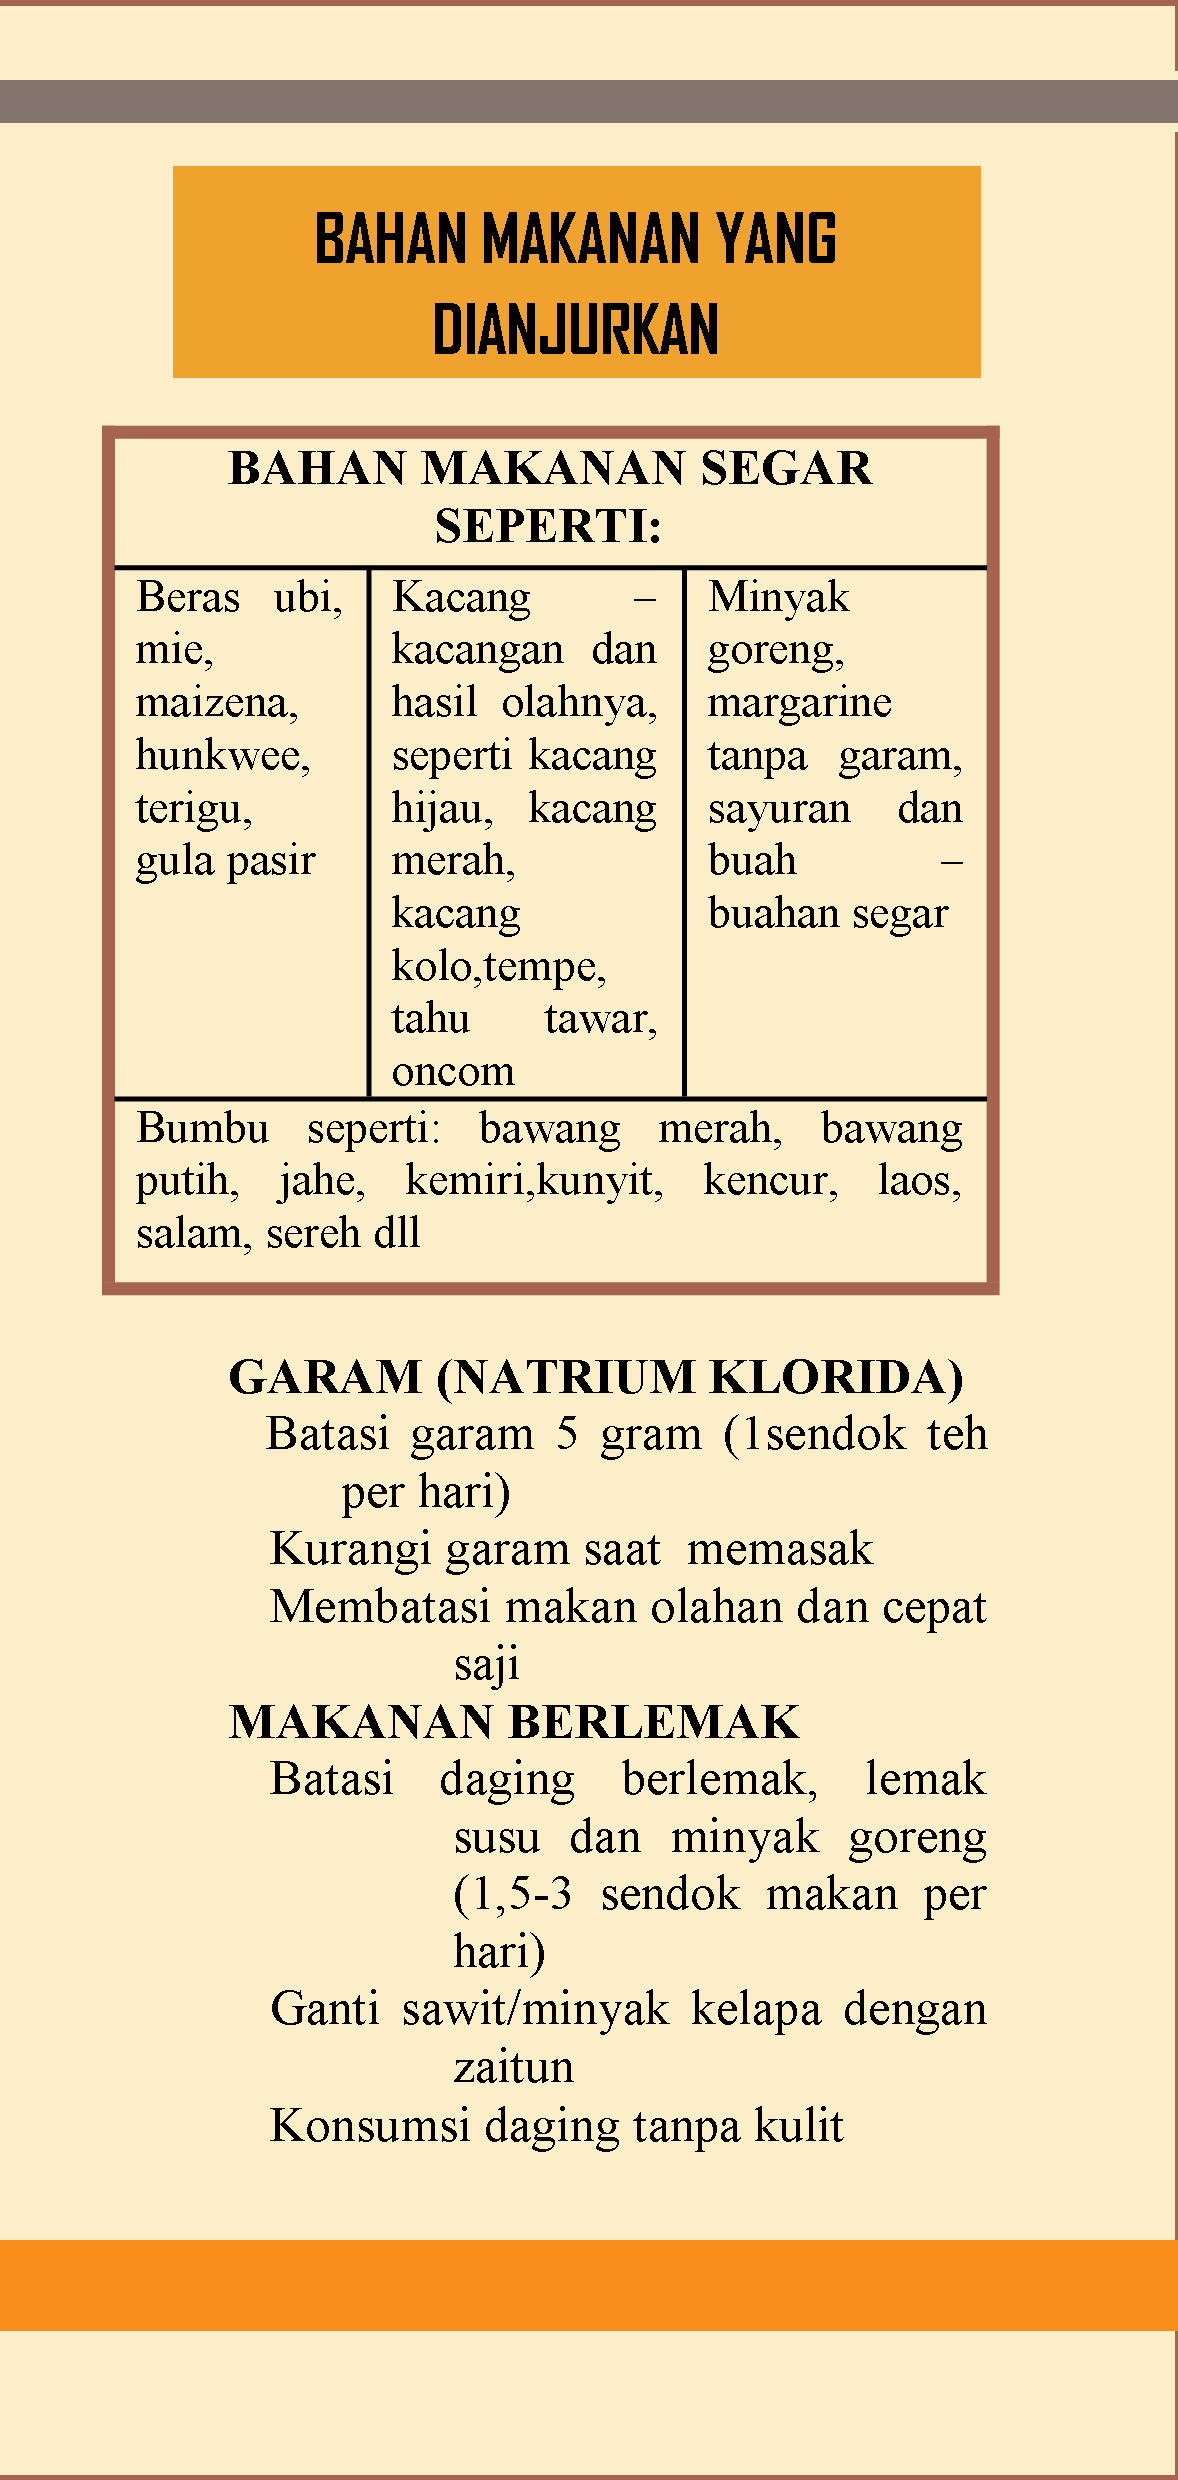 BAHAN MAKANAN YANG
DIANJURKAN
BAHAN MAKANAN SEGAR
SEPERTI:
Beras ubi,
mie,
maizena,
hunkwee,
terigu,
gula pasir
Kacang –
kacangan dan
hasil olahnya,
seperti kacang
hijau, kacang
merah,
kacang
kolo,tempe,
tahu tawar,
oncom
Minyak
goreng,
margarine
tanpa garam,
sayuran dan
buah –
buahan segar
Bumbu seperti: bawang merah, bawang
putih, jahe, kemiri,kunyit, kencur, laos,
salam, sereh dll
GARAM (NATRIUM KLORIDA)
Batasi garam 5 gram (1sendok teh
per hari)
Kurangi garam saat memasak
Membatasi makan olahan dan cepat
saji
MAKANAN BERLEMAK
Batasi daging berlemak, lemak
susu dan minyak goreng
(1,5-3 sendok makan per
hari)
Ganti sawit/minyak kelapa dengan
zaitun
Konsumsi daging tanpa kulit